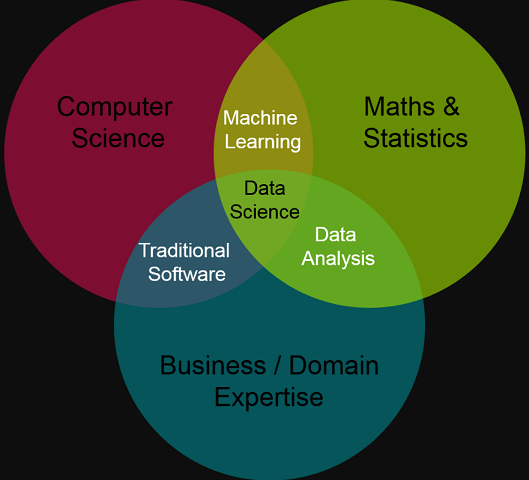 Computer
Science
Maths &
Statistics
Machine
Learning
Data
Science
Traditional
Software
Data
Analysis
Business / Domain
Expertise